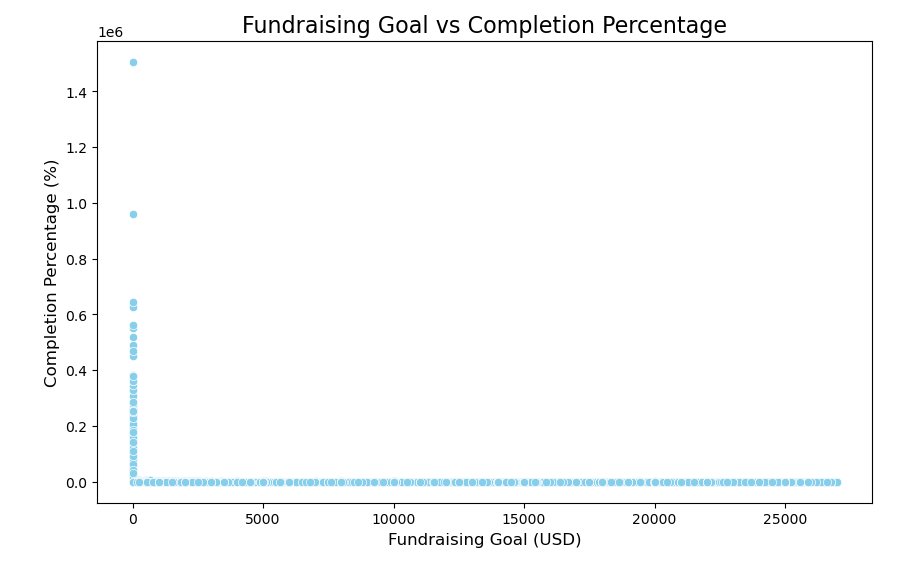 Fundraising Goal vs Completion Percentage
1e6
1.4
1.2
1.0
0.8
0.6
0.4
0.2
0.0
Completion Percentage (%)
0 5000 10000 15000 20000 25000
Fundraising Goal (USD)